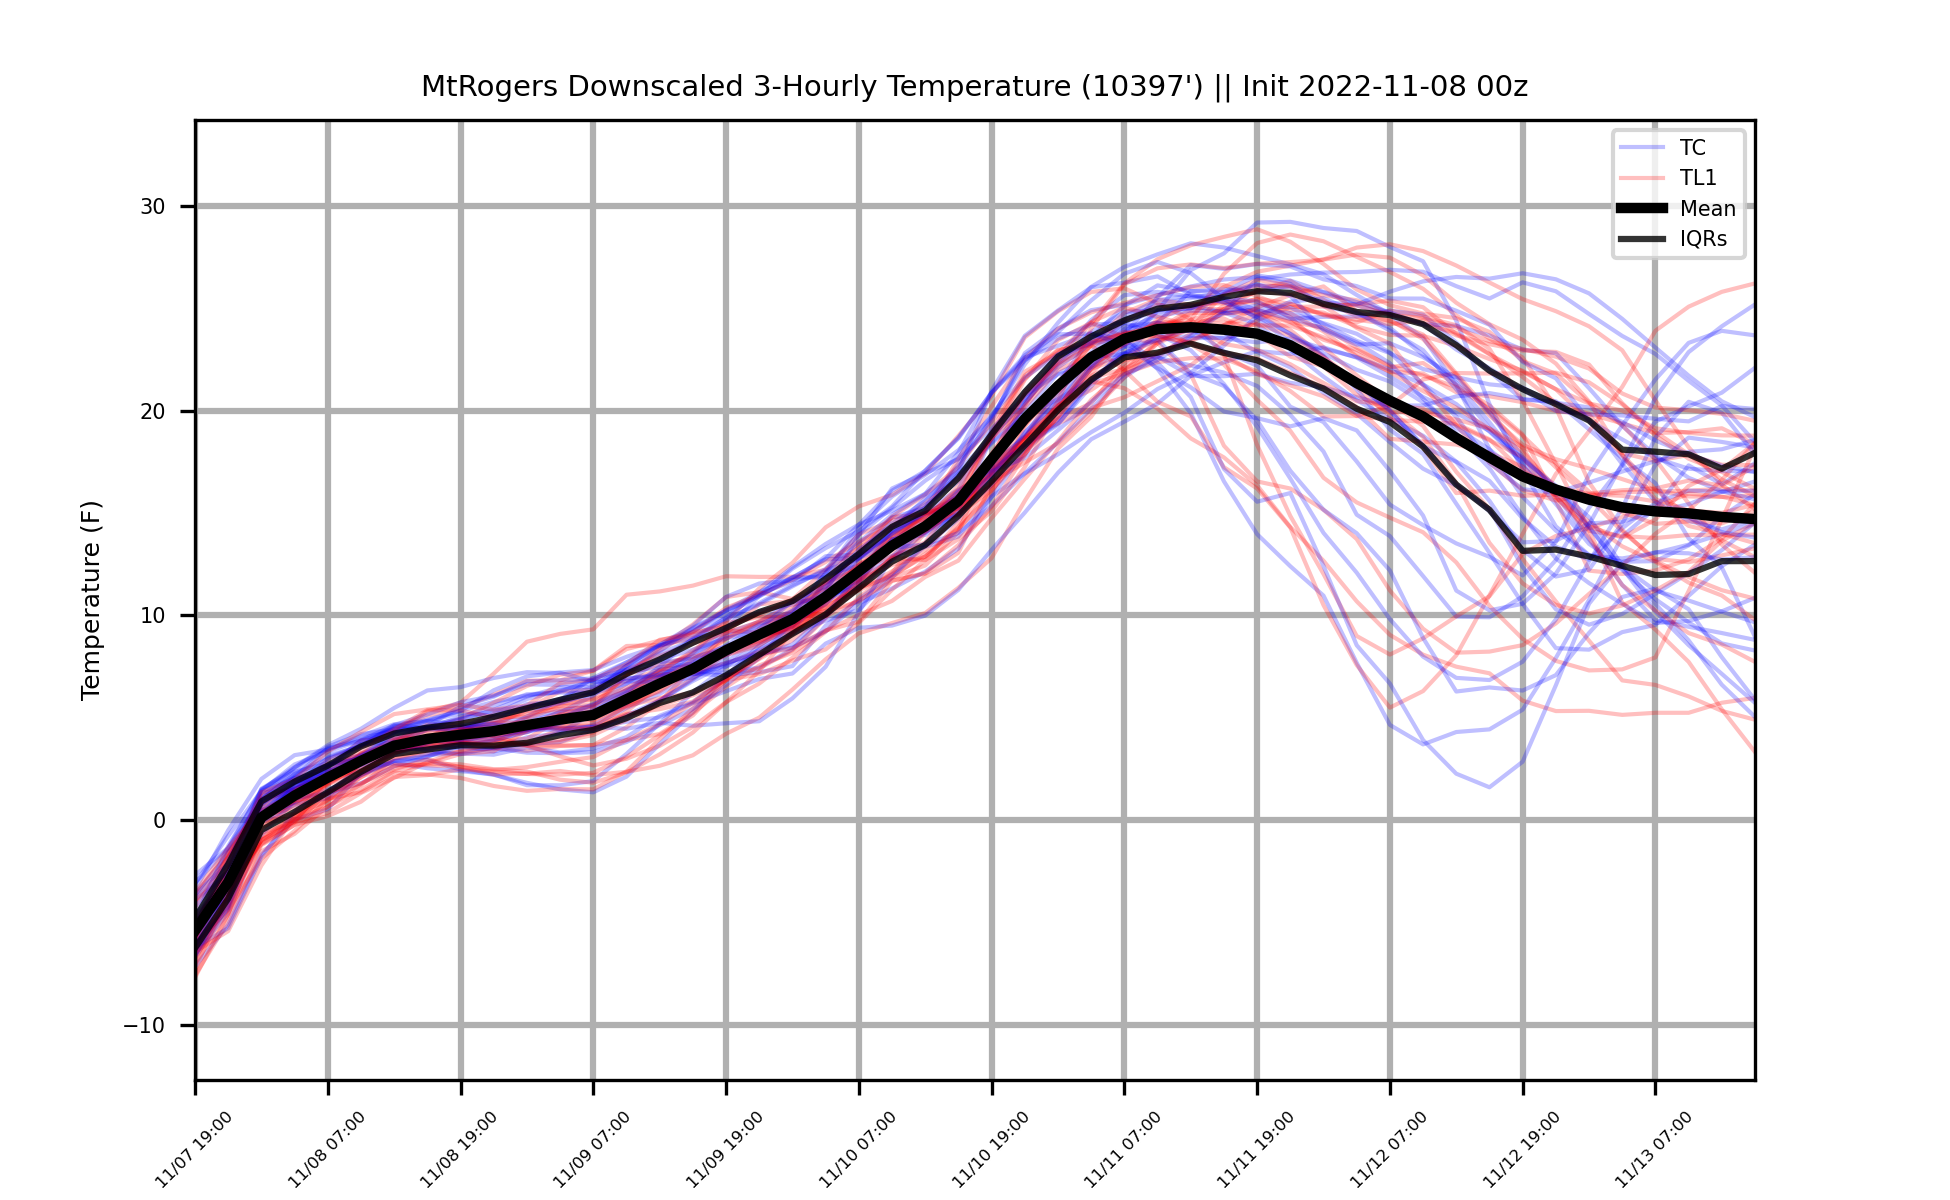 MtRogers Downscaled 3-Hourly Temperature (10397') || Init 2022-11-08 00z
TC
TL1
Mean
IQRs
Temperature (F)
30
20
10
0
−10
11/07 19:00
11/08 07:00
11/08 19:00
11/09 07:00
11/09 19:00
11/10 07:00
11/10 19:00
11/11 07:00
11/11 19:00
11/12 07:00
11/12 19:00
11/13 07:00